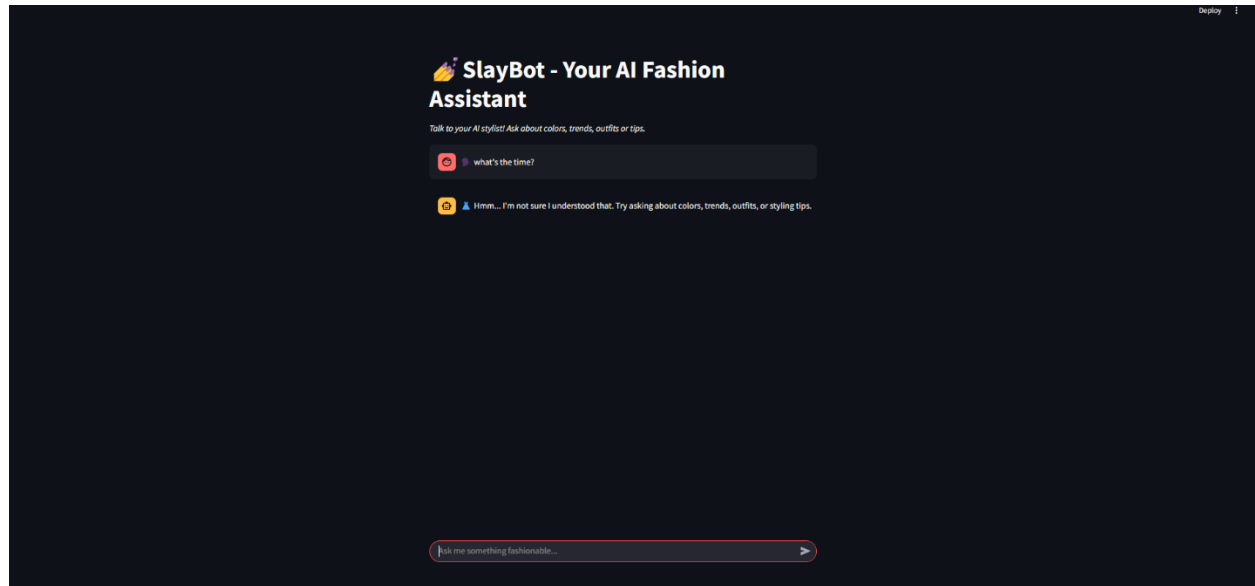 Deploy
💅 SlayBot - Your AI Fashion
Assistant
Talk to your AI stylist! Ask about colors, trends, outfits or tips.
what's the time?
👗 Hmm... I'm not sure I understood that. Try asking about colors, trends, outfits, or styling tips.
Ask me something fashionable...